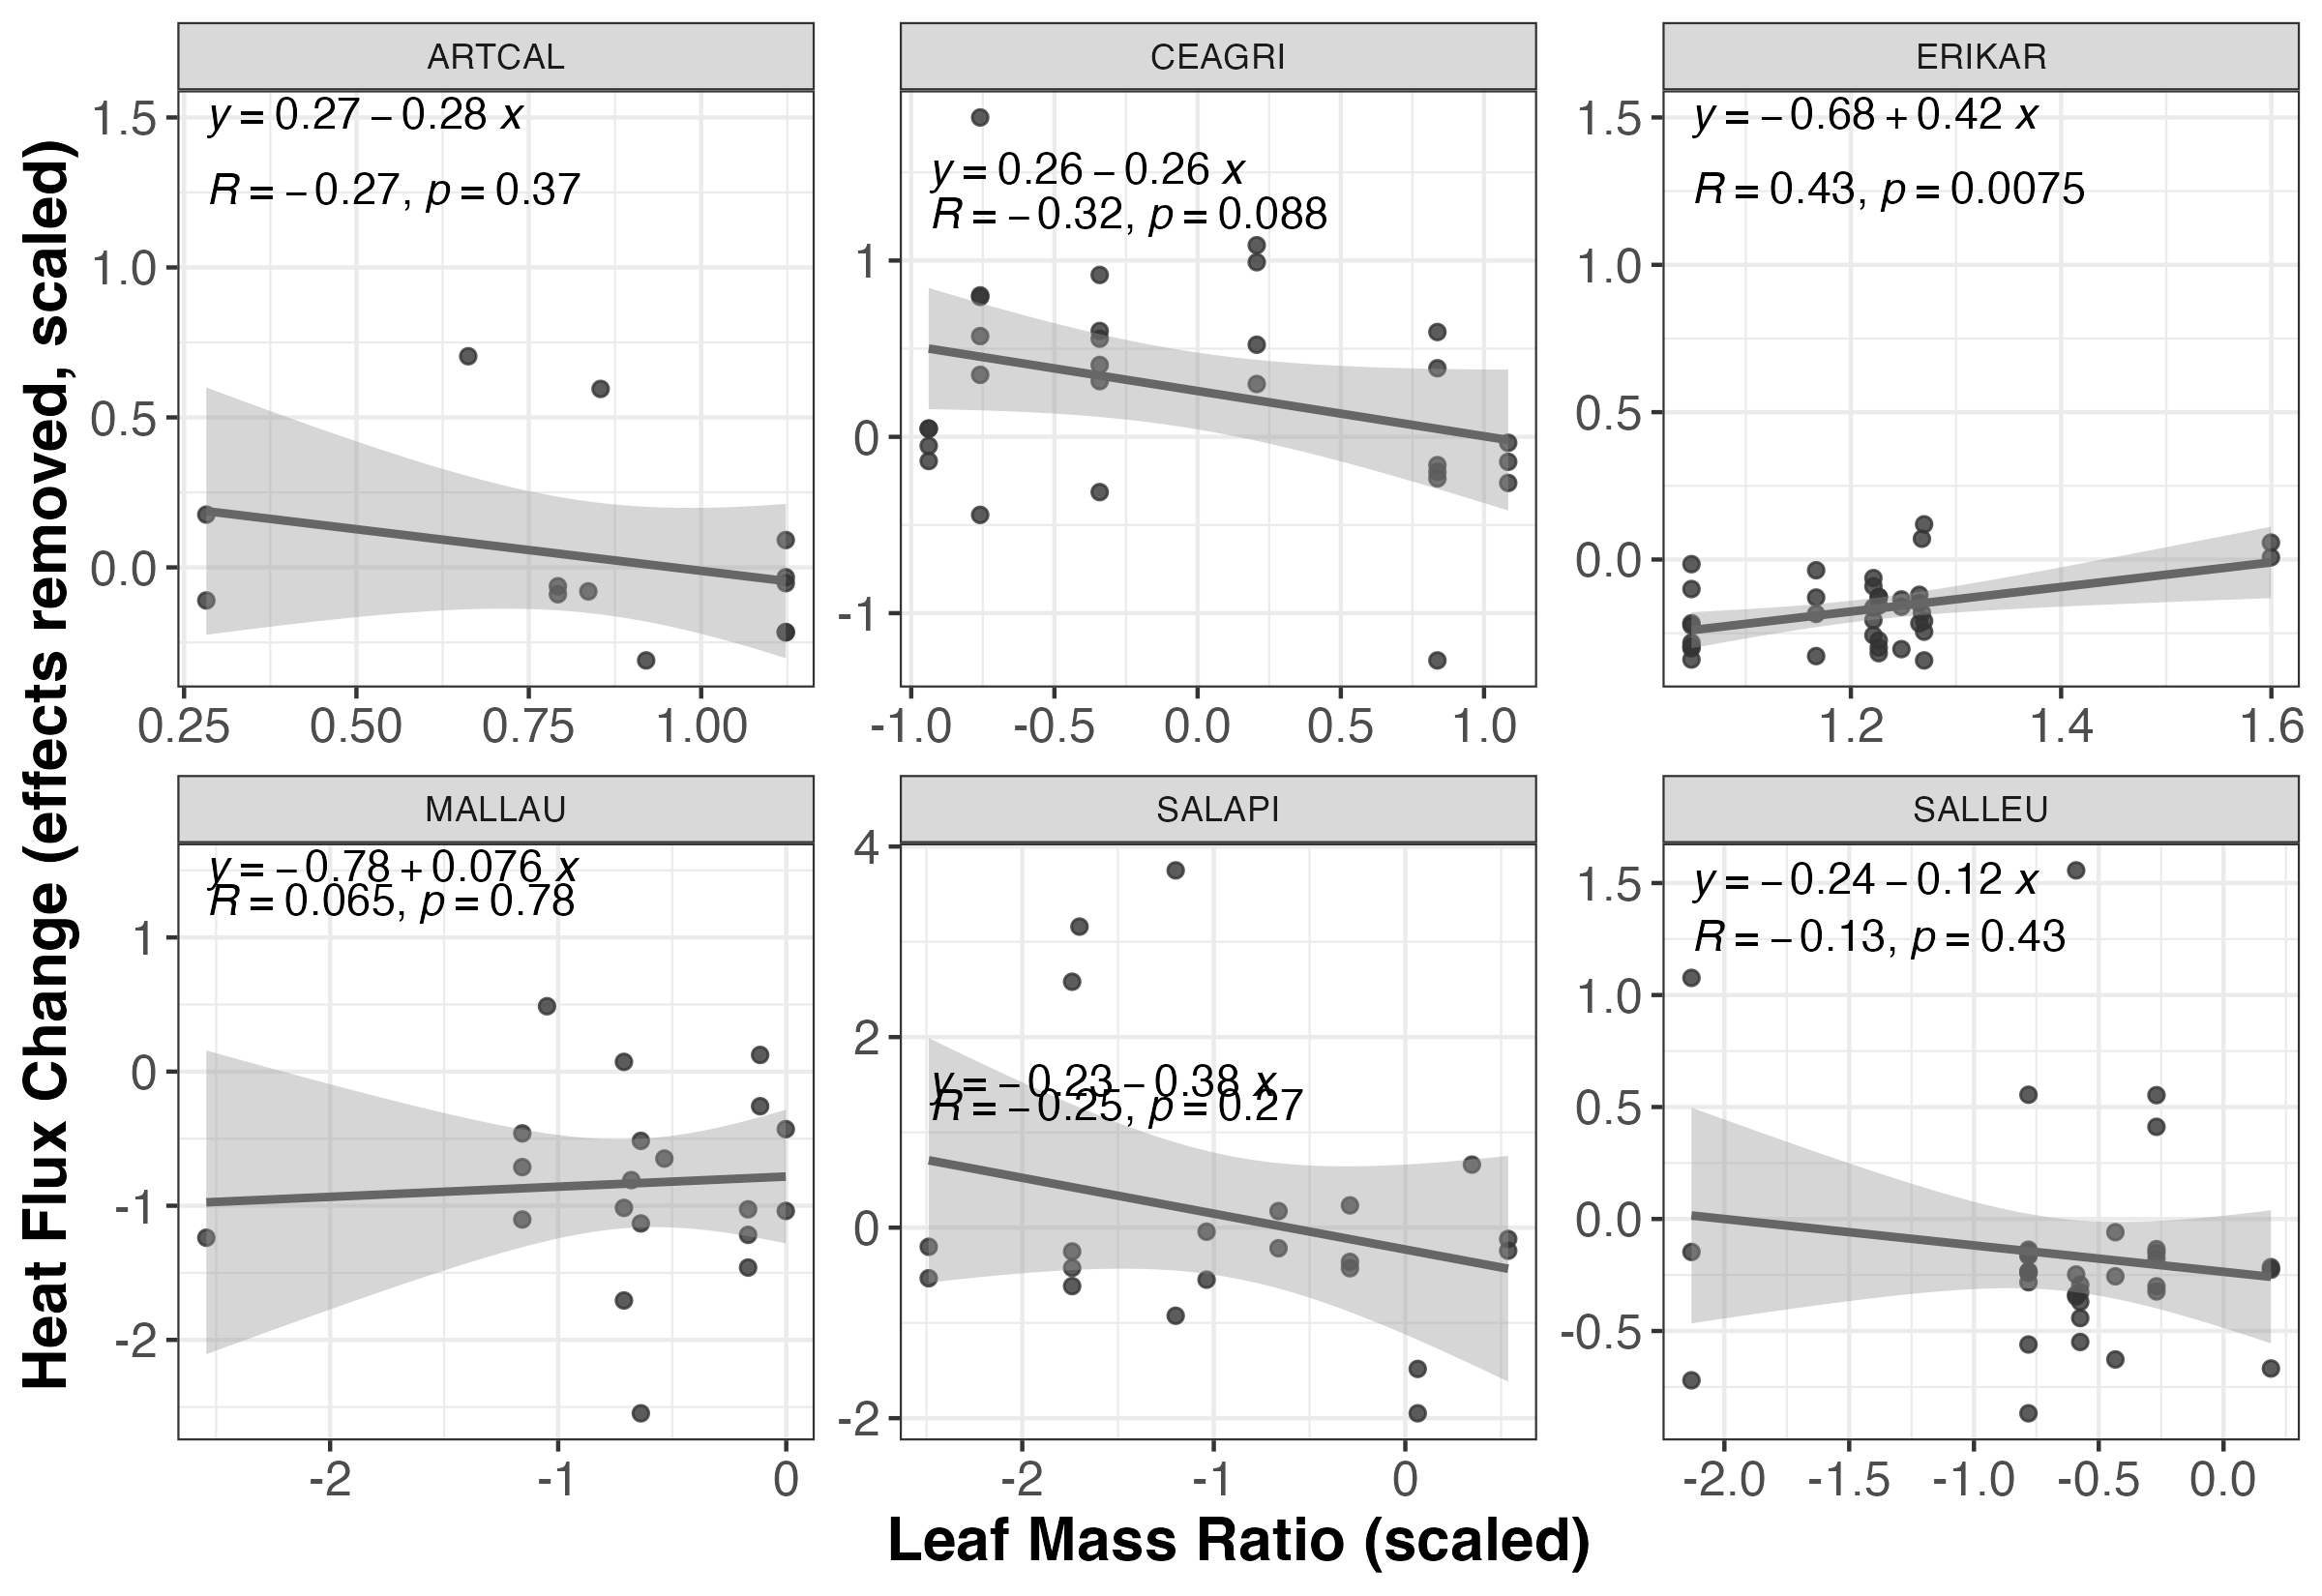 ARTCAL
CEAGRI
ERIKAR
y = 0.27 − 0.28 x
R = −0.27, p = 0.37
1.5
1.0
0.5
0.0
0.25 0.50 0.75 1.00
y = 0.26 − 0.26 x
R = −0.32, p = 0.088
1
0
-1
-1.0 -0.5 0.0 0.5 1.0
y = −0.68 + 0.42 x
R = 0.43, p = 0.0075
1.5
1.0
0.5
0.0
1.2 1.4 1.6
Heat Flux Change (effects removed, scaled)
MALLAU
SALAPI
SALLEU
y = −0.78 + 0.076 x
R = 0.065, p = 0.78
1
0
-1
-2
-2 -1 0
y = −0.23 − 0.38 x
R = −0.25, p = 0.27
4
2
0
-2
-2 -1 0
y = −0.24 − 0.12 x
R = −0.13, p = 0.43
1.5
1.0
0.5
0.0
-0.5
-2.0 -1.5 -1.0 -0.5 0.0
Leaf Mass Ratio (scaled)